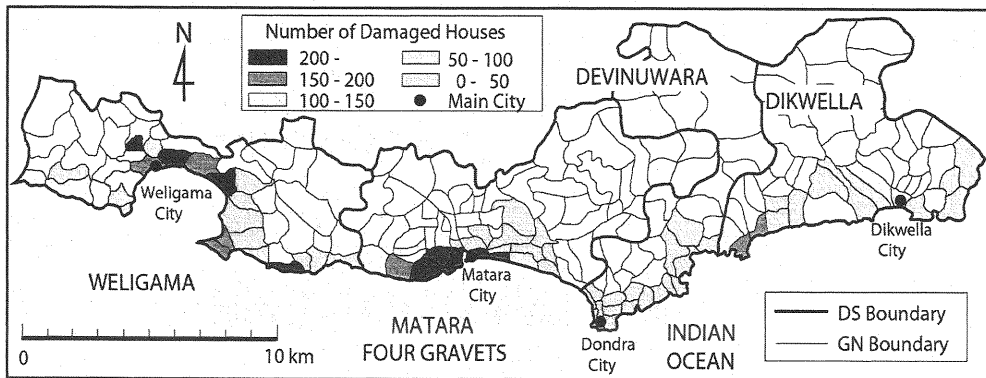 N
Number of Damaged Houses
200 -
150 - 200
100 - 150
50 - 100
0 - 50
Main City
DEVINUWARA
DIKWELLA
Weligama
City
Dikwella
City
WELIGAMA
Matara
City
MATARA
FOUR GRAVETS
Dondra
City
INDIAN
OCEAN
DS Boundary
GN Boundary
0
10 km